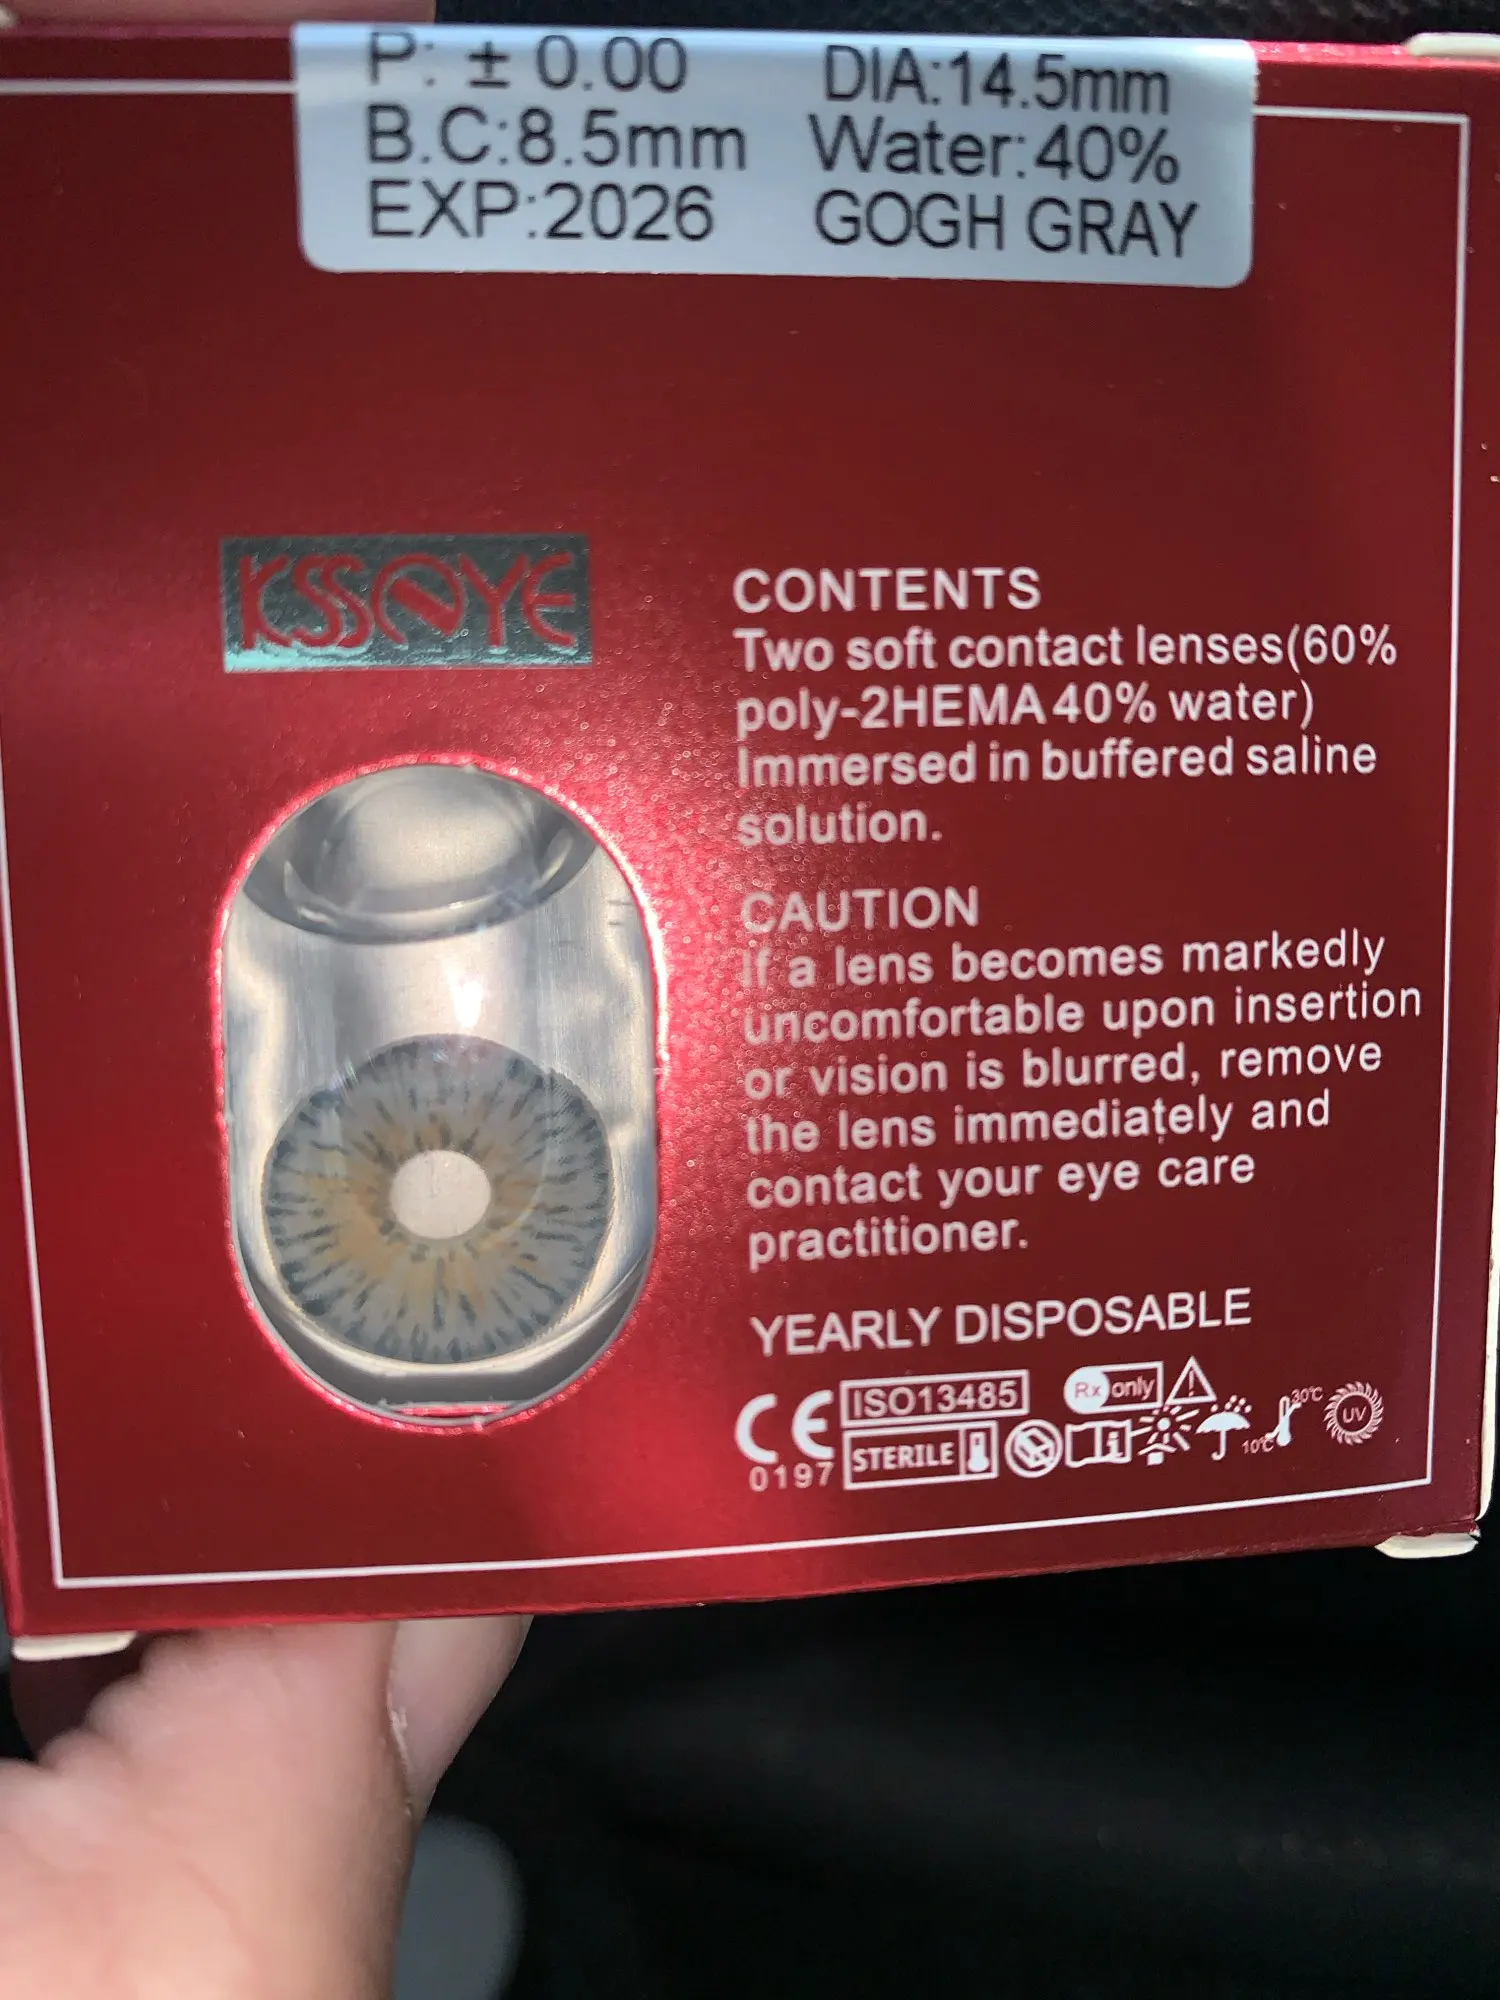 P: ± 0.00 DIA:14.5mm
B.C:8.5mm Water:40%
EXP:2026 GOGH GRAY
KSSEYE
CONTENTS
Two soft contact lenses(60%
poly-2HEMA 40% water)
Immersed in buffered saline
solution.
CAUTION
If a lens becomes markedly
uncomfortable upon insertion
or vision is blurred, remove
the lens immediately and
contact your eye care
practitioner.
YEARLY DISPOSABLE
CE ISO13485 Rx only
0197 STERILE 10°C 30°C UV